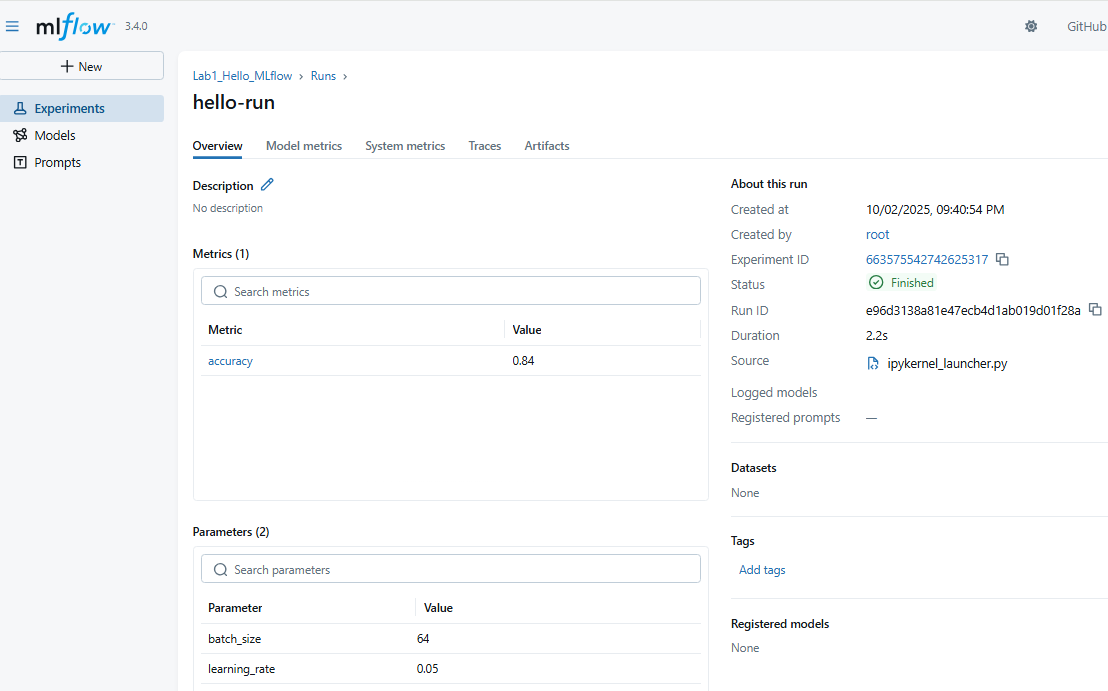 mlflow 3.4.0
GitHub
New
Experiments
Models
Prompts
Lab1_Hello_MLflow › Runs ›
hello-run
Overview Model metrics System metrics Traces Artifacts
Description
No description
Metrics (1)
Search metrics
Metric Value
accuracy 0.84
Parameters (2)
Search parameters
Parameter Value
batch_size 64
learning_rate 0.05
About this run
Created at 10/02/2025, 09:40:54 PM
Created by root
Experiment ID 663575542742625317
Status Finished
Run ID e96d3138a81e47ecb4d1ab019d01f28a
Duration 2.2s
Source ipykernel_launcher.py
Logged models
Registered prompts —
Datasets
None
Tags
Add tags
Registered models
None